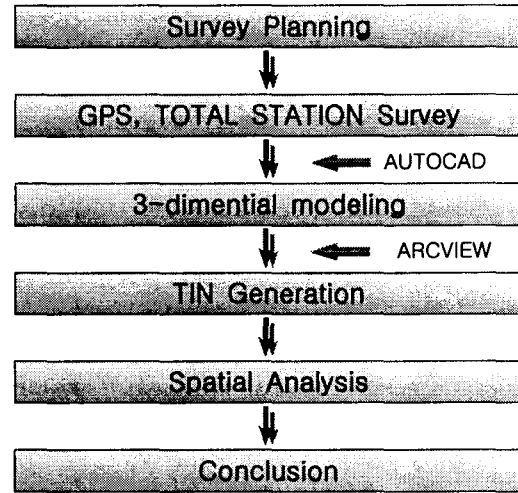 Survey Planning
GPS, TOTAL STATION Survey
AUTOCAD
3-dimential modeling
ARCVIEW
TIN Generation
Spatial Analysis
Conclusion